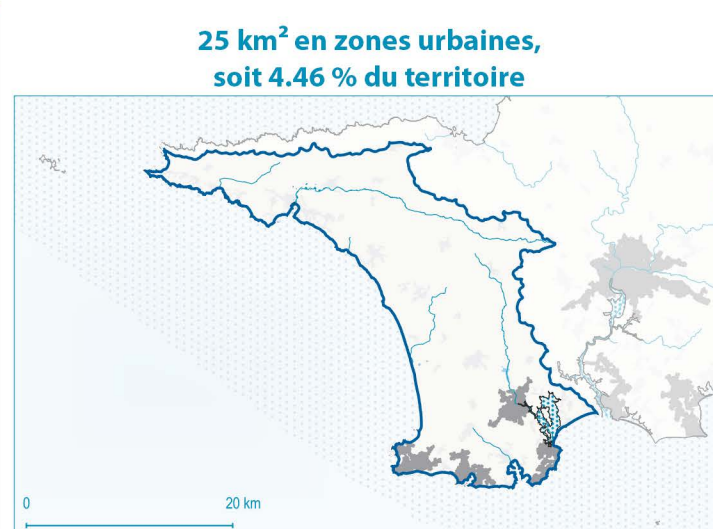 25 km² en zones urbaines,
soit 4.46 % du territoire
0 20 km